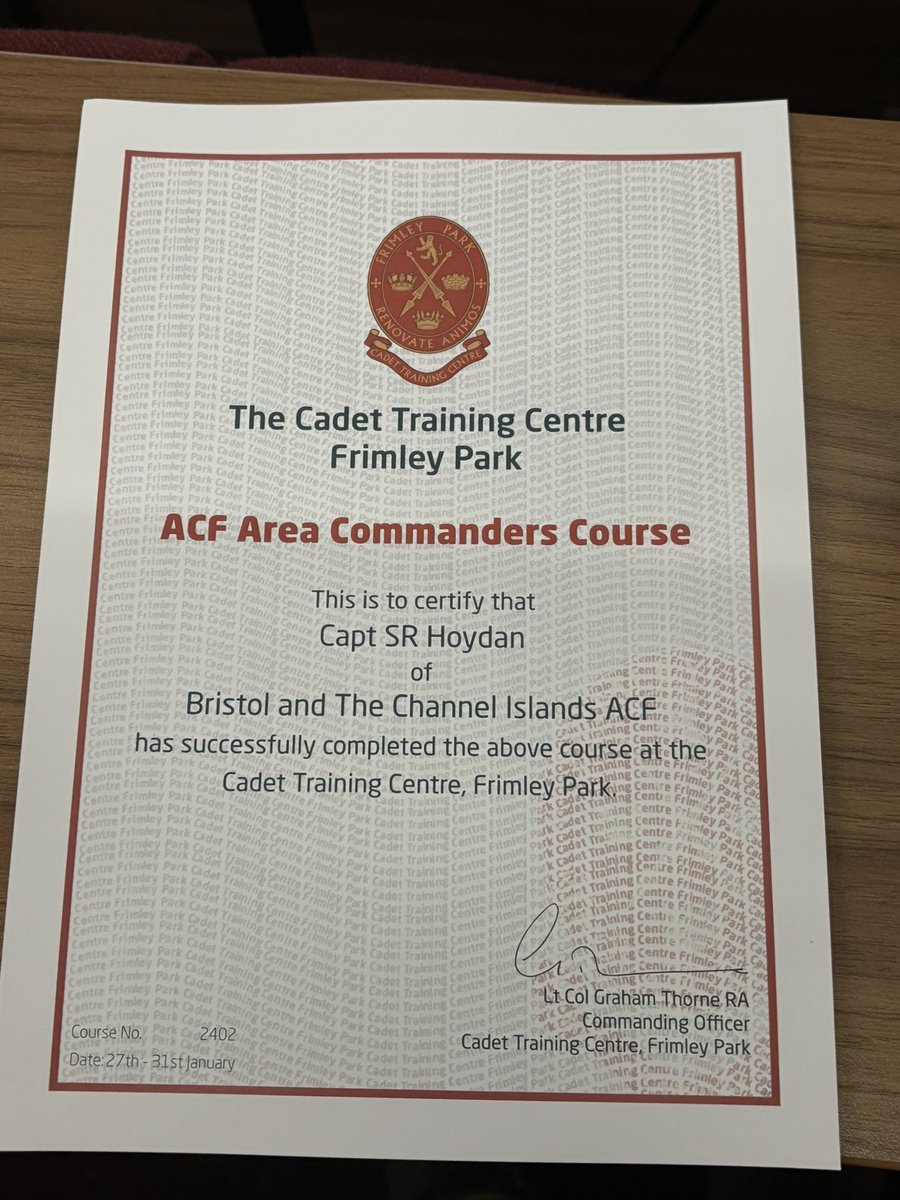 FRIMLEY PARK
RENOVATE ANIMOS
CADET TRAINING CENTRE
The Cadet Training Centre
Frimley Park
ACF Area Commanders Course
This is to certify that
Capt SR Hoydan
of
Bristol and The Channel Islands ACF
has successfully completed the above course at the
Cadet Training Centre, Frimley Park.
Lt Col Graham Thorne RA
Commanding Officer
Cadet Training Centre, Frimley Park
Course No. 2402
Date: 27th - 31st January